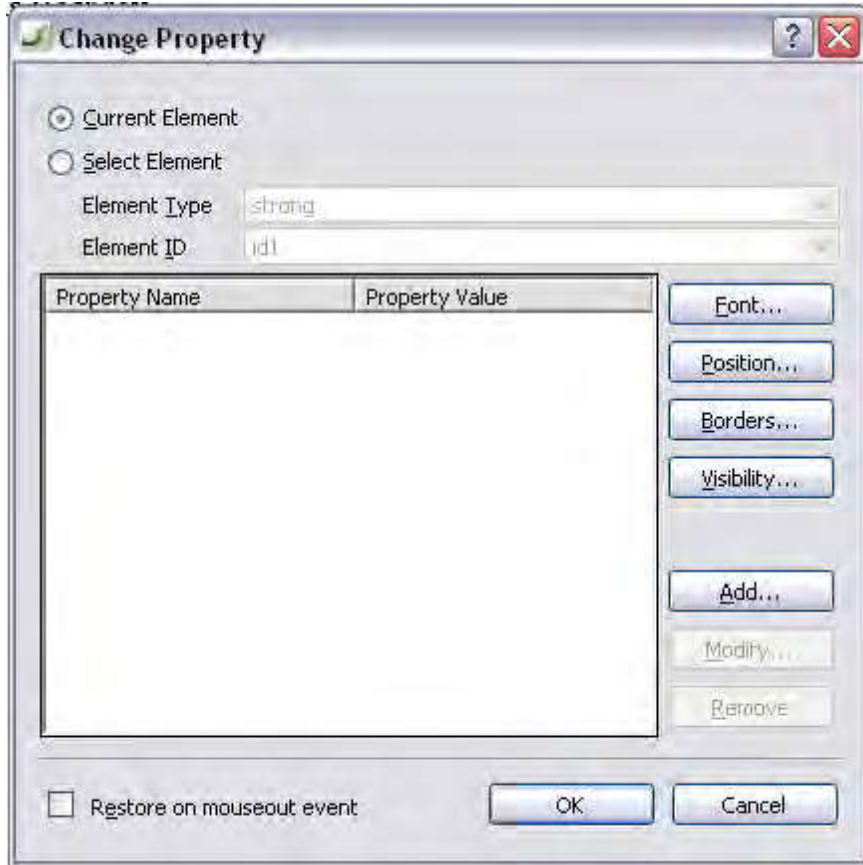 Change Property
?
Current Element
Select Element
Element Type strong
Element ID id1
Property Name Property Value
Font...
Position...
Borders...
Visibility...
Add...
Modify...
Remove
Restore on mouseout event OK Cancel